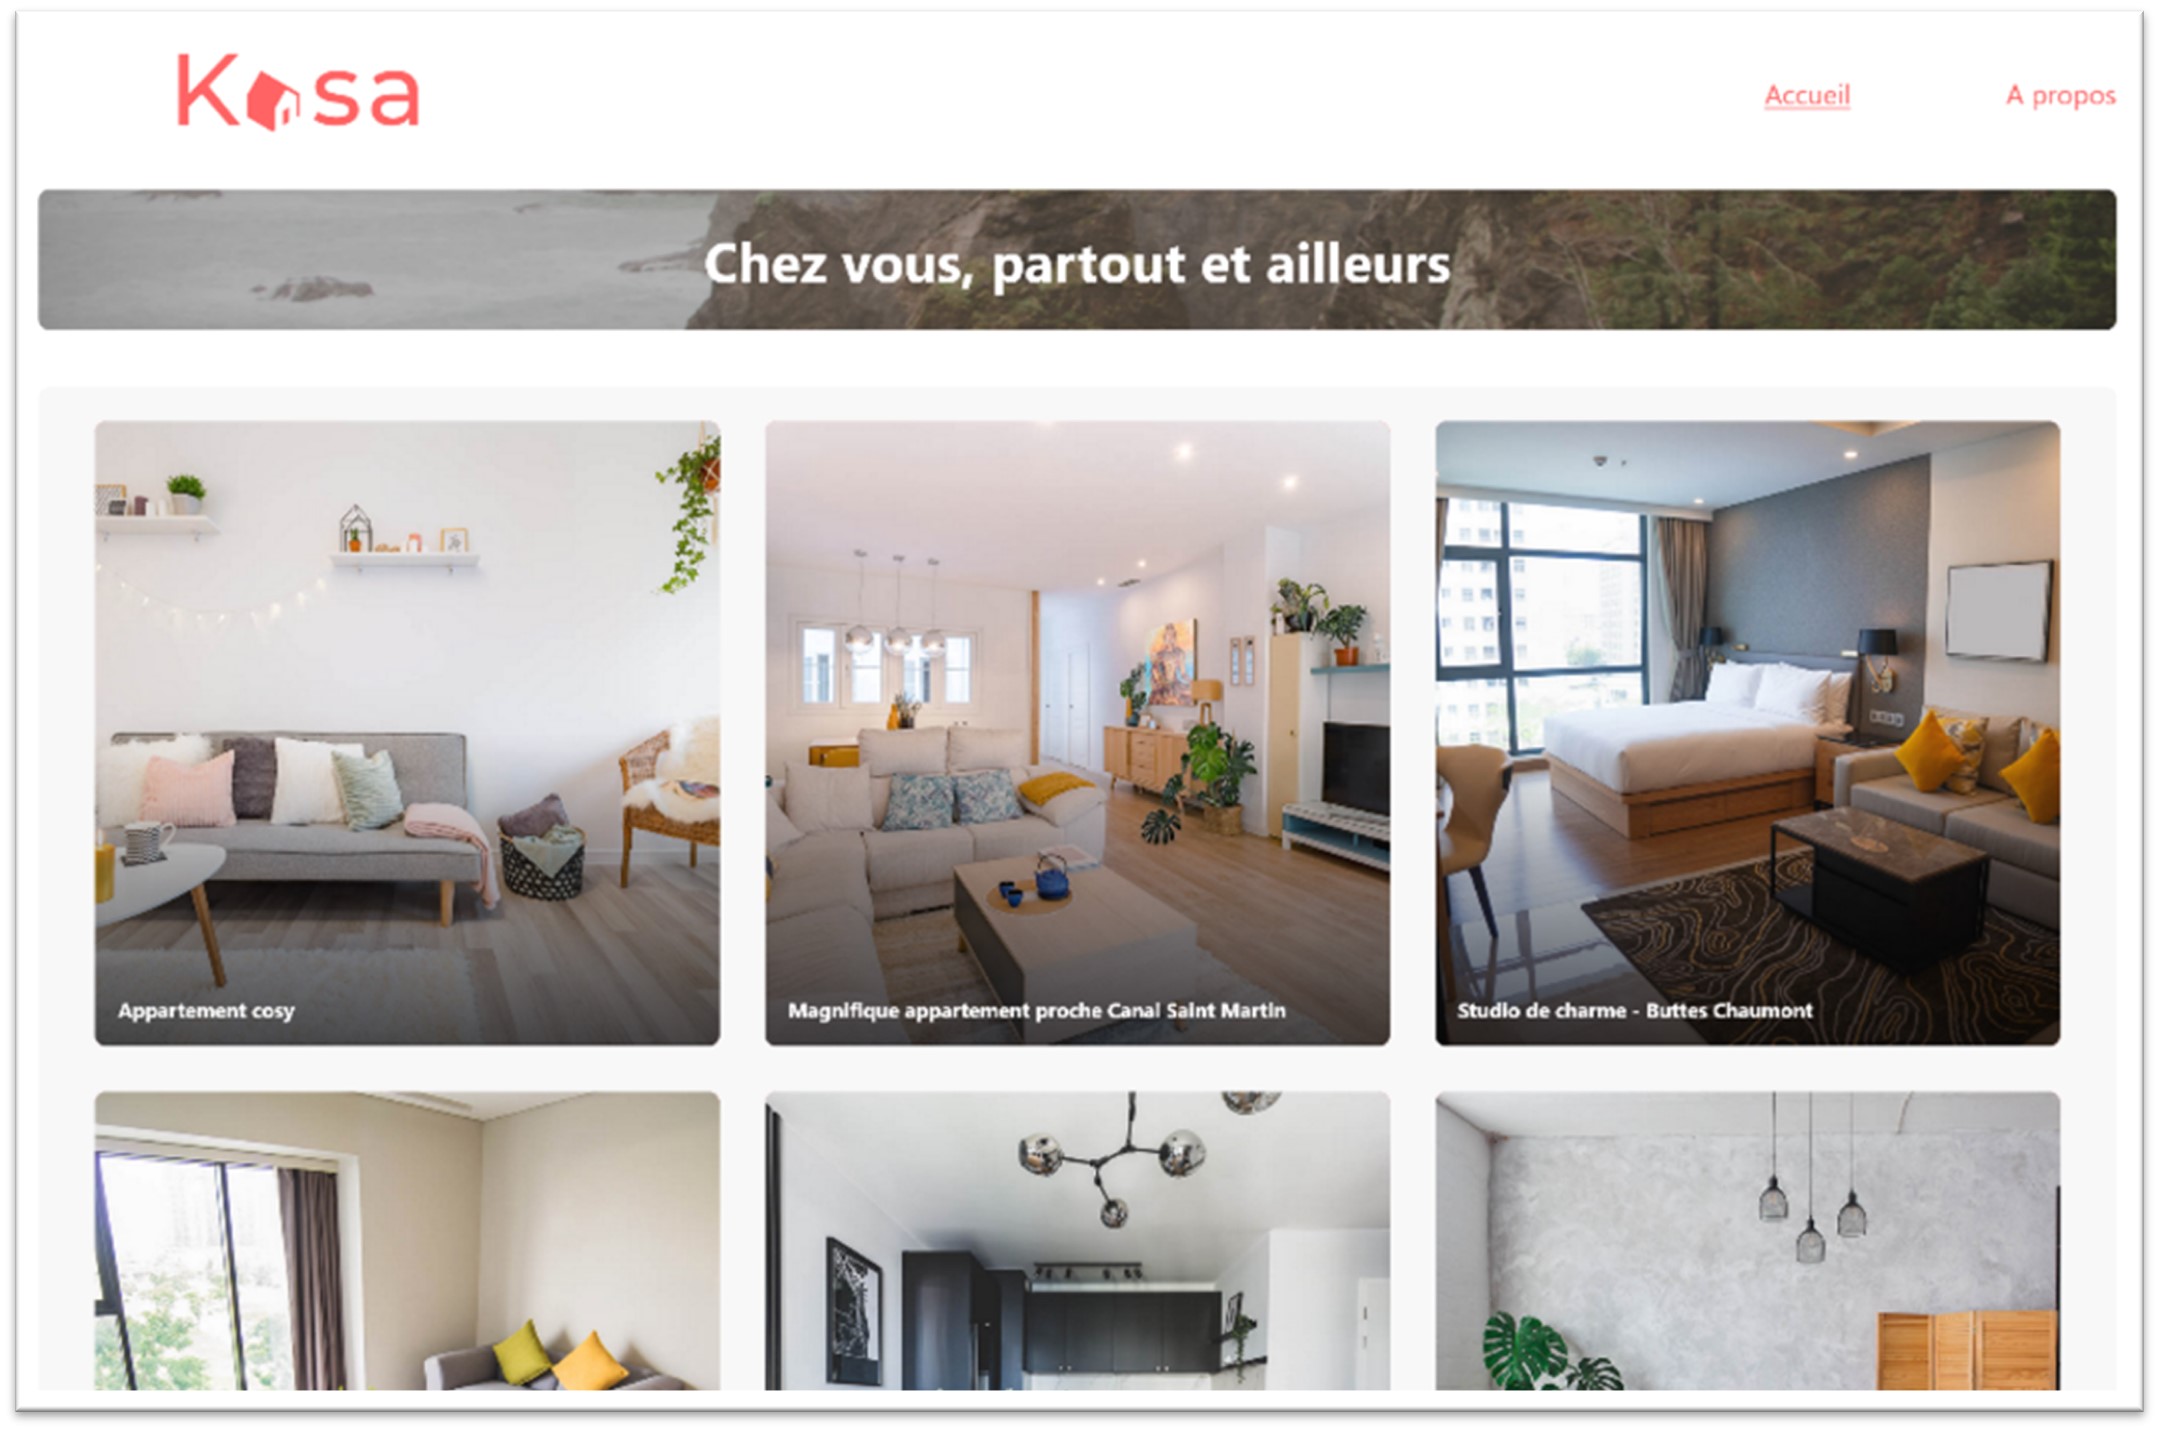 Kasa
Accueil
A propos
Chez vous, partout et ailleurs
Appartement cosy
Magnifique appartement proche Canal Saint Martin
Studio de charme - Buttes Chaumont